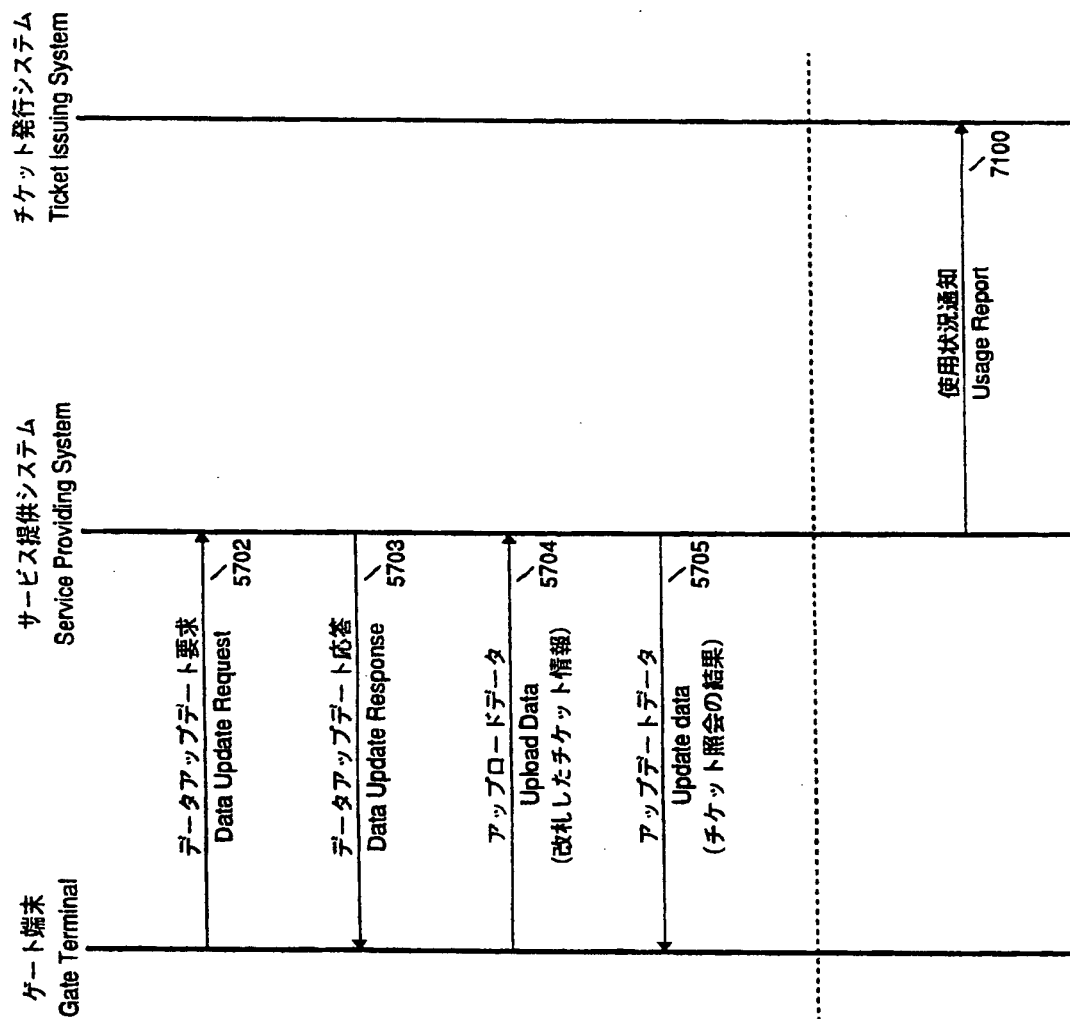 ゲート端末
Gate Terminal
サービス提供システム
Service Providing System
チケット発行システム
Ticket Issuing System
データアップデート要求
Data Update Request
5702
データアップデート応答
Data Update Response
5703
アップロードデータ
Upload Data
(改札したチケット情報)
5704
アップデートデータ
Update data
(チケット照会の結果)
5705
使用状況通知
Usage Report
7100